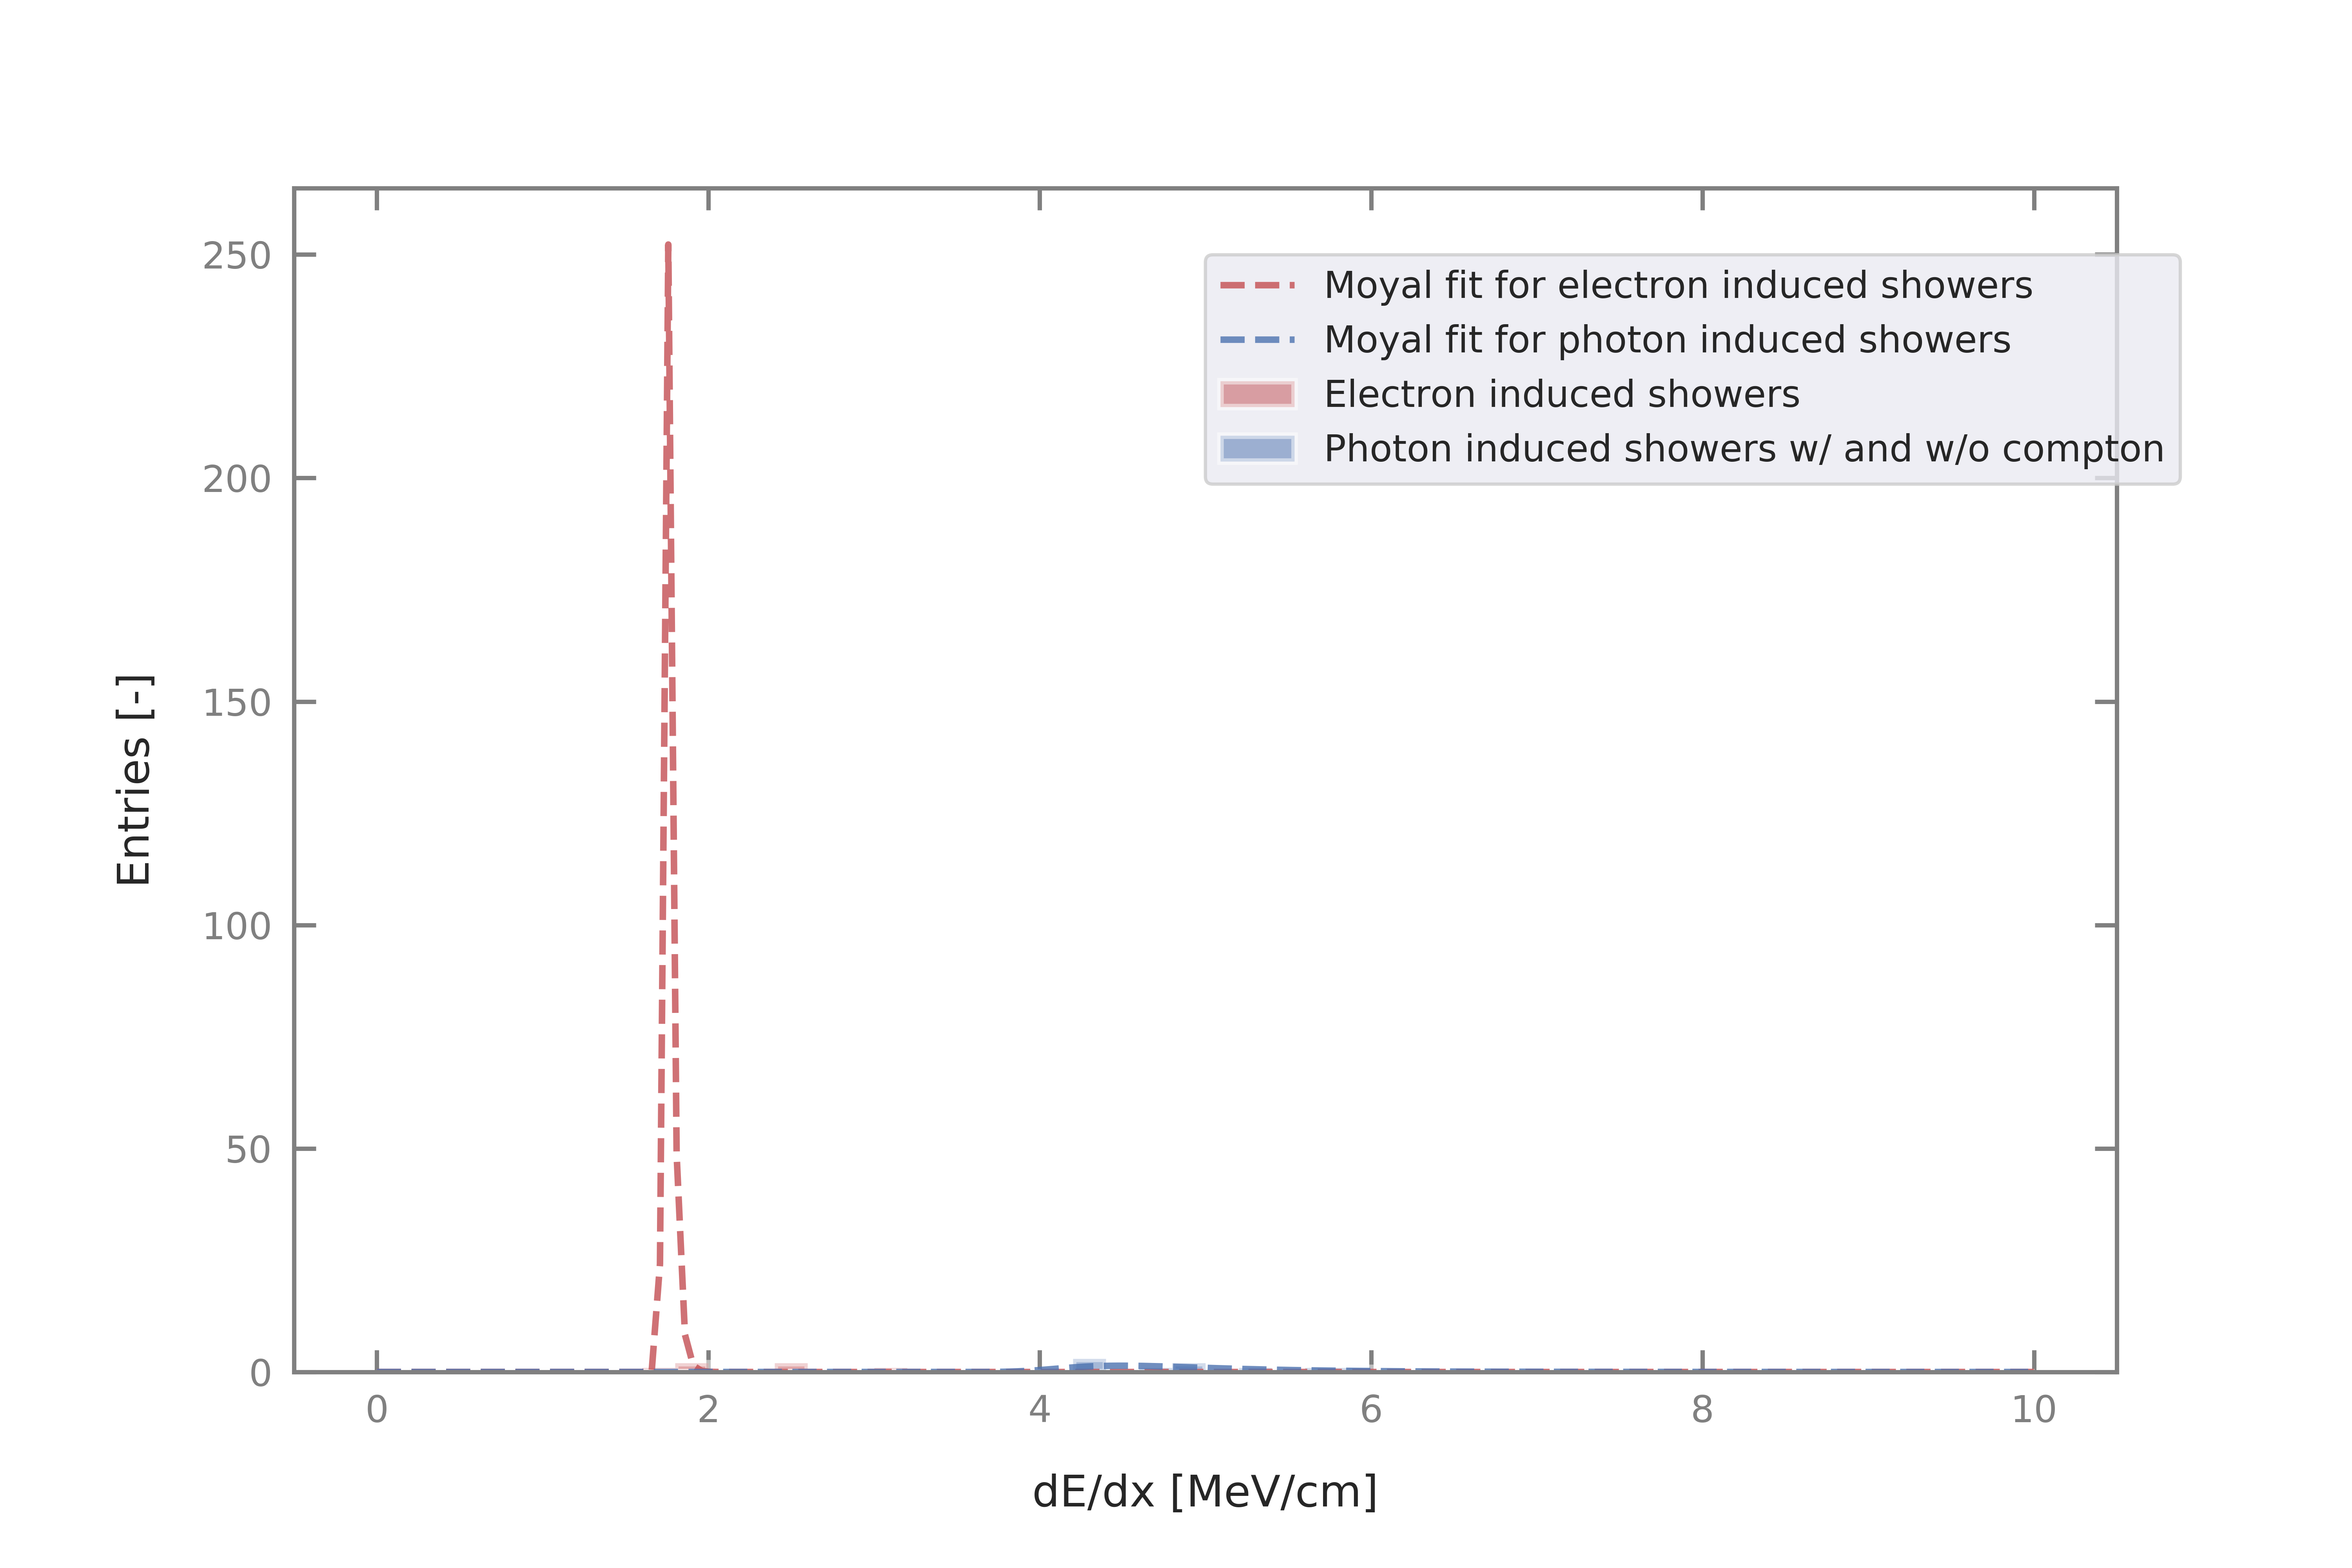 250
200
150
100
50
0
Entries [-]
Moyal fit for electron induced showers
Moyal fit for photon induced showers
Electron induced showers
Photon induced showers w/ and w/o compton
0 2 4 6 8 10
dE/dx [MeV/cm]